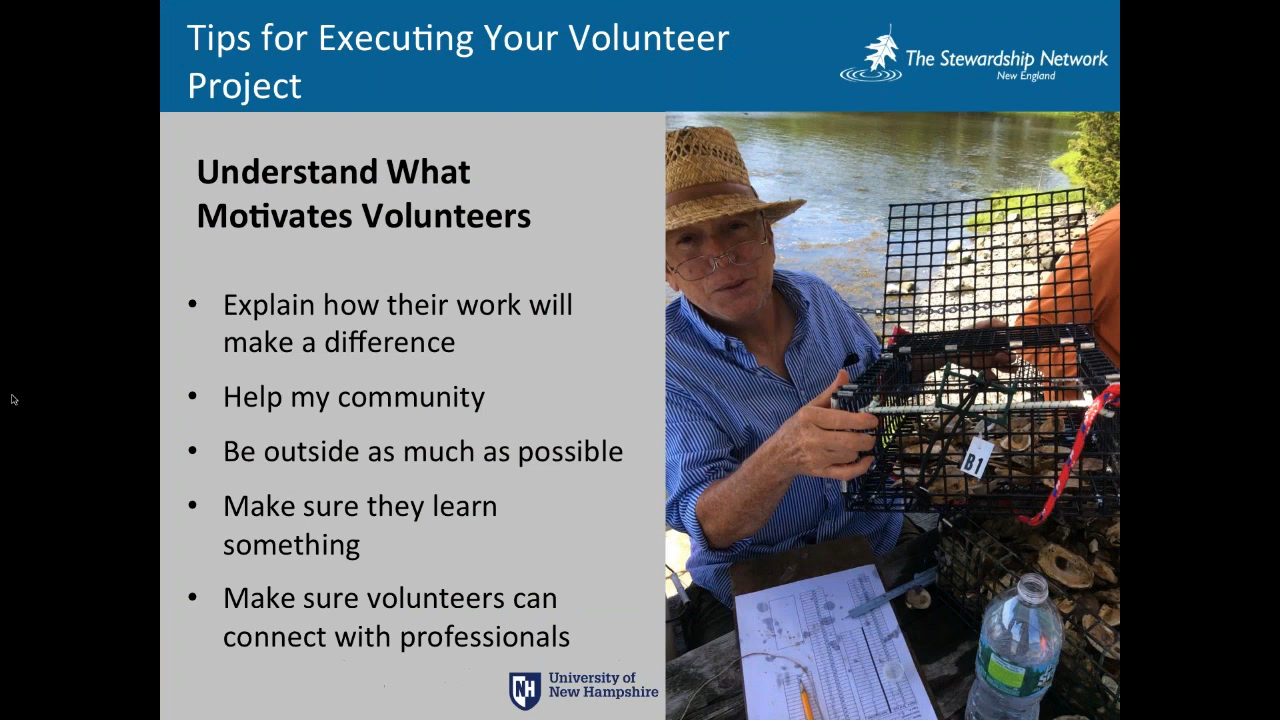 Tips for Executing Your Volunteer
Project
The Stewardship Network
New England
Understand What
Motivates Volunteers
• Explain how their work will
make a difference
• Help my community
• Be outside as much as possible
• Make sure they learn
something
• Make sure volunteers can
connect with professionals
B1
NH
University of
New Hampshire